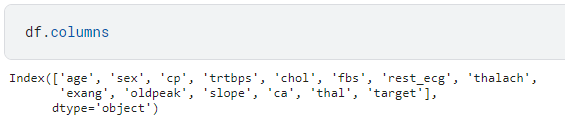 df.columns
Index(['age', 'sex', 'cp', 'trtbps', 'chol', 'fbs', 'rest_ecg', 'thalach',
'exang', 'oldpeak', 'slope', 'ca', 'thal', 'target'],
dtype='object')